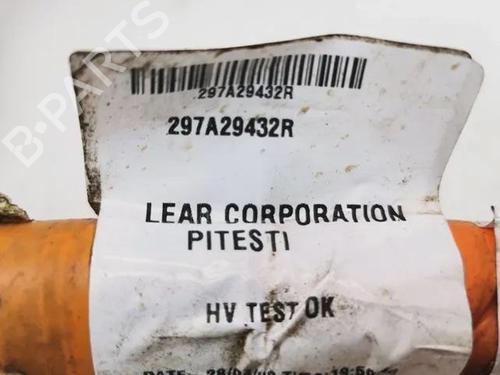 297A29432R
297A29432R
LEAR CORPORATION
PITESTI
HV TEST OK
B-PARTS